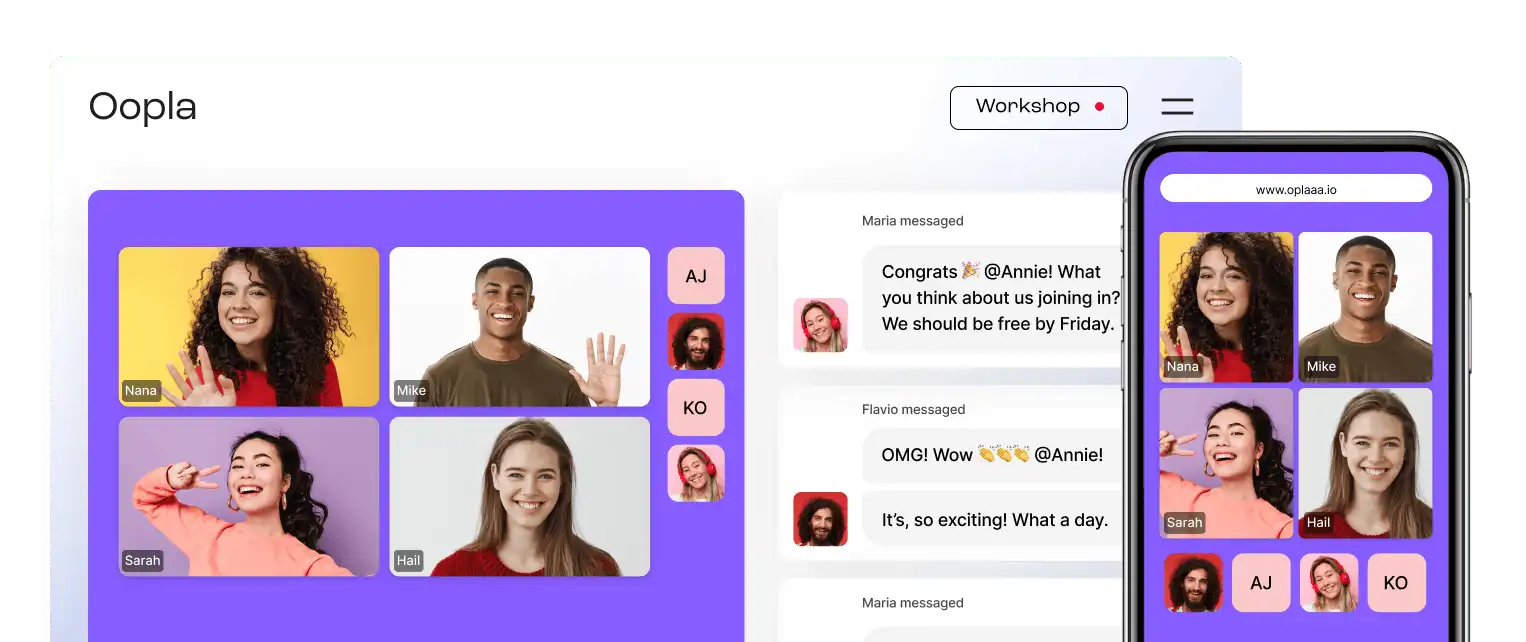 Oopla
Workshop
Nana
Mike
Sarah
Hail
AJ
KO
Maria messaged
Congrats 🎉 @Annie! What
you think about us joining in?
We should be free by Friday.
Flavio messaged
OMG! Wow 👏👏👏 @Annie!
It’s, so exciting! What a day.
Maria messaged
www.oplaaa.io
Nana
Mike
Sarah
Hail
AJ
KO